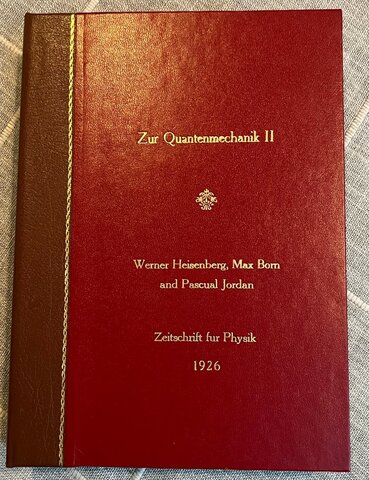 Zur Quantenmechanik II
Werner Heisenberg, Max Born
and Pascual Jordan
Zeitschrift fur Physik
1926